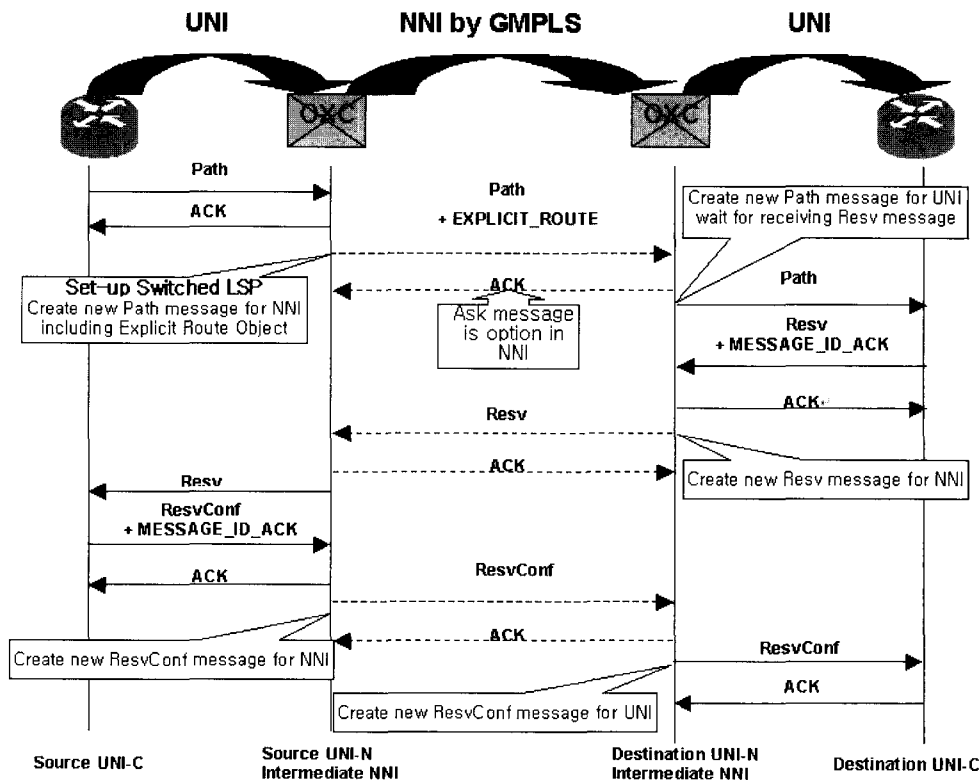 UNI
NNI by GMPLS
UNI
OXC
OXC
Path
ACK
Path
+ EXPLICIT_ROUTE
Create new Path message for UNI
wait for receiving Resv message
Set-up Switched LSP
Create new Path message for NNI
including Explicit Route Object
ACK
Ask message
is option in
NNI
Path
Resv
+ MESSAGE_ID_ACK
ACK
Resv
ACK
Create new Resv message for NNI
Resv
ResvConf
+ MESSAGE_ID_ACK
ACK
ResvConf
ACK
Create new ResvConf message for NNI
ResvConf
Create new ResvConf message for UNI
ACK
Source UNI-C
Source UNI-N
Intermediate NNI
Destination UNI-N
Intermediate NNI
Destination UNI-C